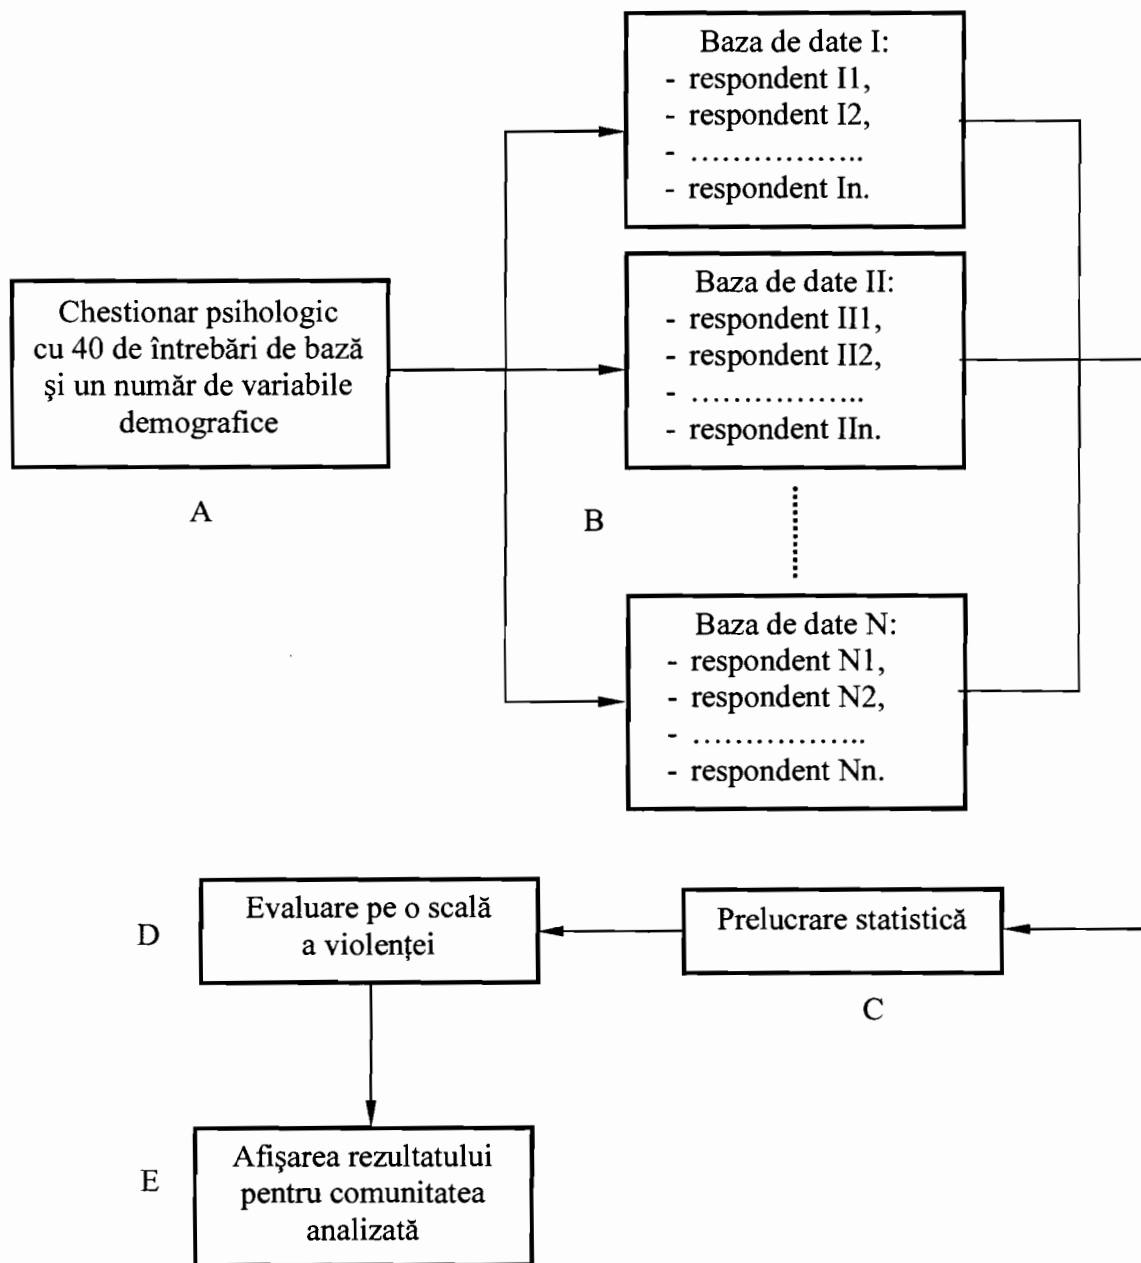 Baza de date I:
- respondent I1,
- respondent I2,
- ………………..
- respondent In.
Chestionar psihologic
cu 40 de întrebări de bază
şi un număr de variabile
demografice
A
Baza de date II:
- respondent II1,
- respondent II2,
- ………………..
- respondent IIn.
B
Baza de date N:
- respondent N1,
- respondent N2,
- ………………..
- respondent Nn.
D
Evaluare pe o scală
a violenţei
Prelucrare statistică
C
E
Afişarea rezultatului
pentru comunitatea
analizată